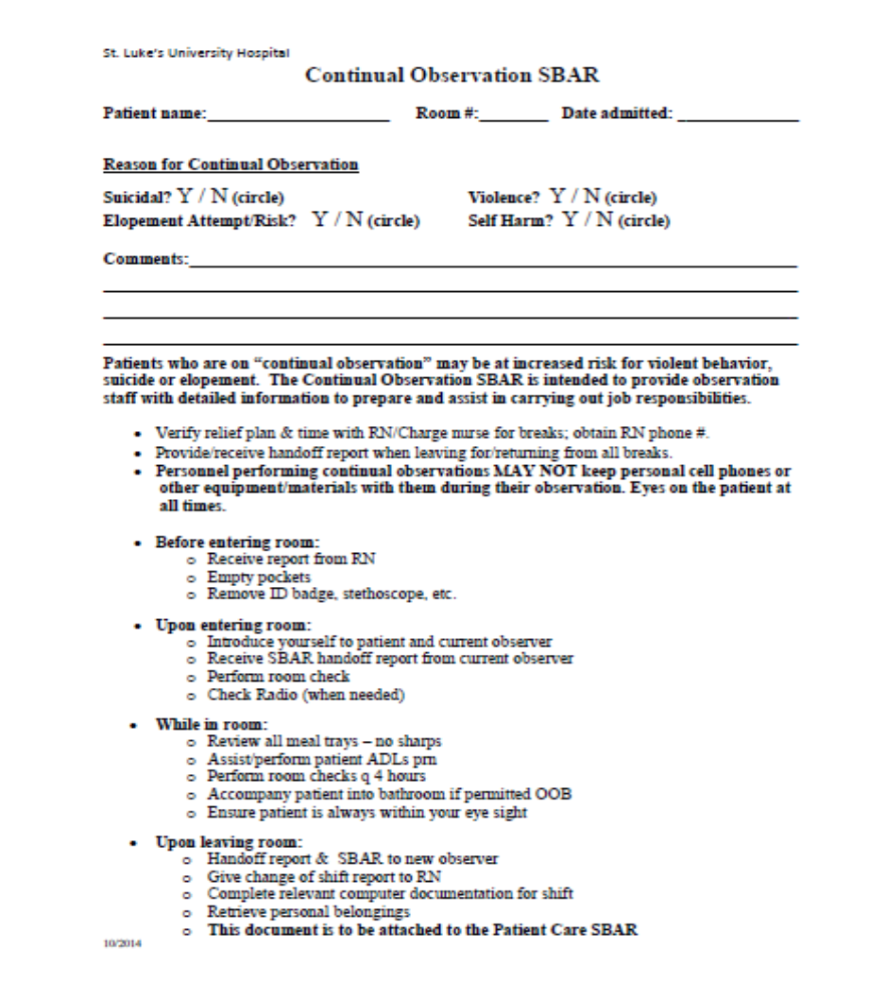 St. Luke's University Hospital
Continual Observation SBAR
Patient name:____________________ Room #:________ Date admitted: ______________
Reason for Continual Observation
Suicidal? Y / N (circle) Violence? Y / N (circle)
Elopement Attempt/Risk? Y / N (circle) Self Harm? Y / N (circle)
Comments:
Patients who are on “continual observation” may be at increased risk for violent behavior,
suicide or elopement. The Continual Observation SBAR is intended to provide observation
staff with detailed information to prepare and assist in carrying out job responsibilities.
• Verify relief plan & time with RN/Charge nurse for breaks; obtain RN phone #.
• Provide/receive handoff report when leaving for/returning from all breaks.
• Personnel performing continual observations MAY NOT keep personal cell phones or
other equipment/materials with them during their observation. Eyes on the patient at
all times.
• Before entering room:
o Receive report from RN
o Empty pockets
o Remove ID badge, stethoscope, etc.
• Upon entering room:
o Introduce yourself to patient and current observer
o Receive SBAR handoff report from current observer
o Perform room check
o Check Radio (when needed)
• While in room:
o Review all meal trays – no sharps
o Assist/perform patient ADLs prn
o Perform room checks q 4 hours
o Accompany patient into bathroom if permitted OOB
o Ensure patient is always within your eye sight
• Upon leaving room:
o Handoff report & SBAR to new observer
o Give change of shift report to RN
o Complete relevant computer documentation for shift
o Retrieve personal belongings
o This document is to be attached to the Patient Care SBAR
10/2014